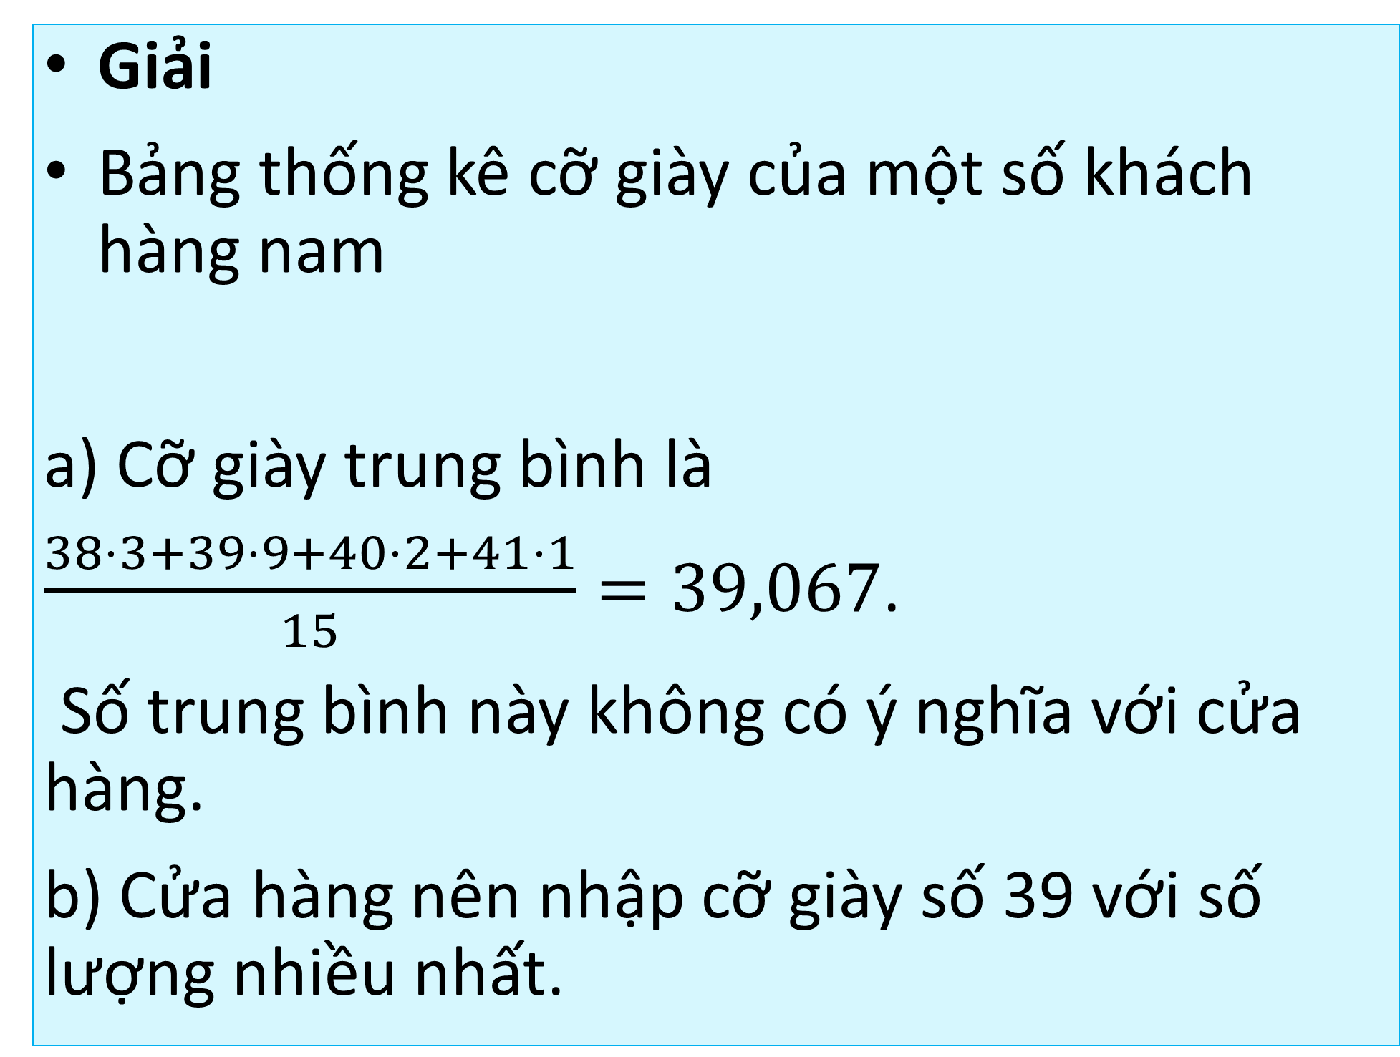 • Giải
• Bảng thống kê cỡ giày của một số khách
hàng nam
a) Cỡ giày trung bình là
38·3+39·9+40·2+41·1
= 39,067.
15
Số trung bình này không có ý nghĩa với cửa
hàng.
b) Cửa hàng nên nhập cỡ giày số 39 với số
lượng nhiều nhất.